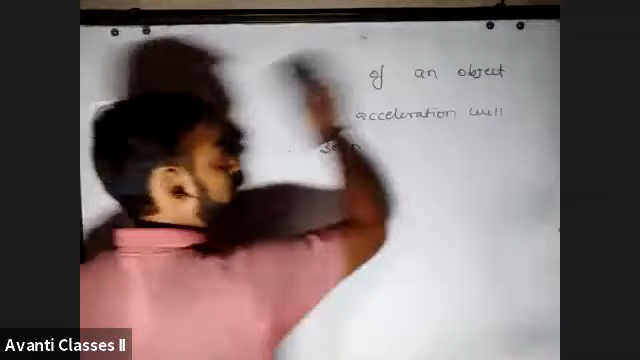 of an object
acceleration will
Avanti Classes II